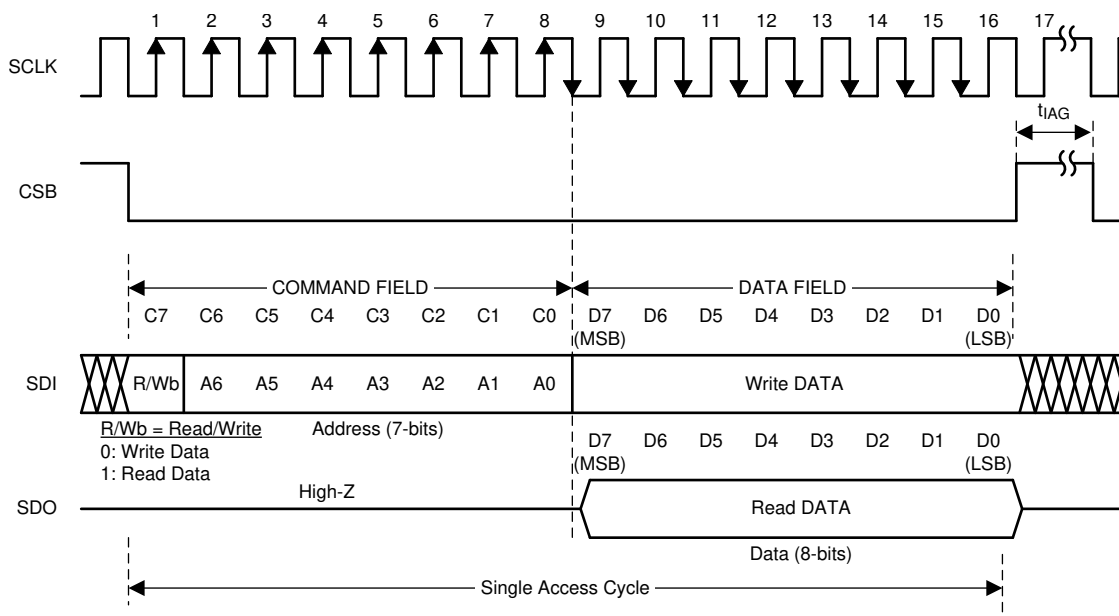 1 2 3 4 5 6 7 8 9 10 11 12 13 14 15 16 17
SCLK
tIAG
CSB
COMMAND FIELD DATA FIELD
C7 C6 C5 C4 C3 C2 C1 C0 D7 D6 D5 D4 D3 D2 D1 D0
(MSB) (LSB)
SDI R/Wb A6 A5 A4 A3 A2 A1 A0 Write DATA
R/Wb = Read/Write Address (7-bits)
0: Write Data
1: Read Data
D7 D6 D5 D4 D3 D2 D1 D0
(MSB) (LSB)
High-Z
SDO Read DATA
Data (8-bits)
Single Access Cycle